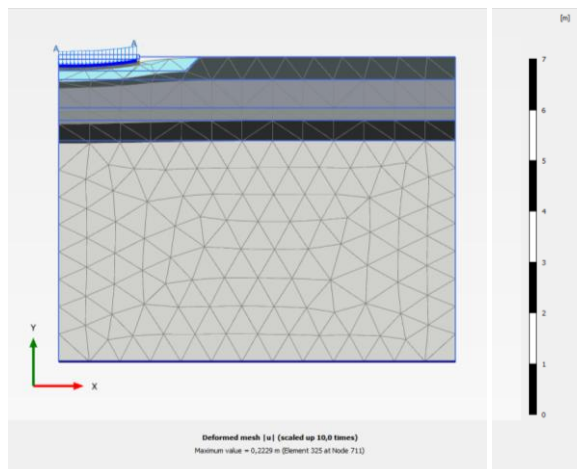 [m]
A
A
7
6
5
4
3
2
1
0
Y
X
Deformed mesh |u| (scaled up 10,0 times)
Maximum value = 0,2229 m (Element 325 at Node 711)